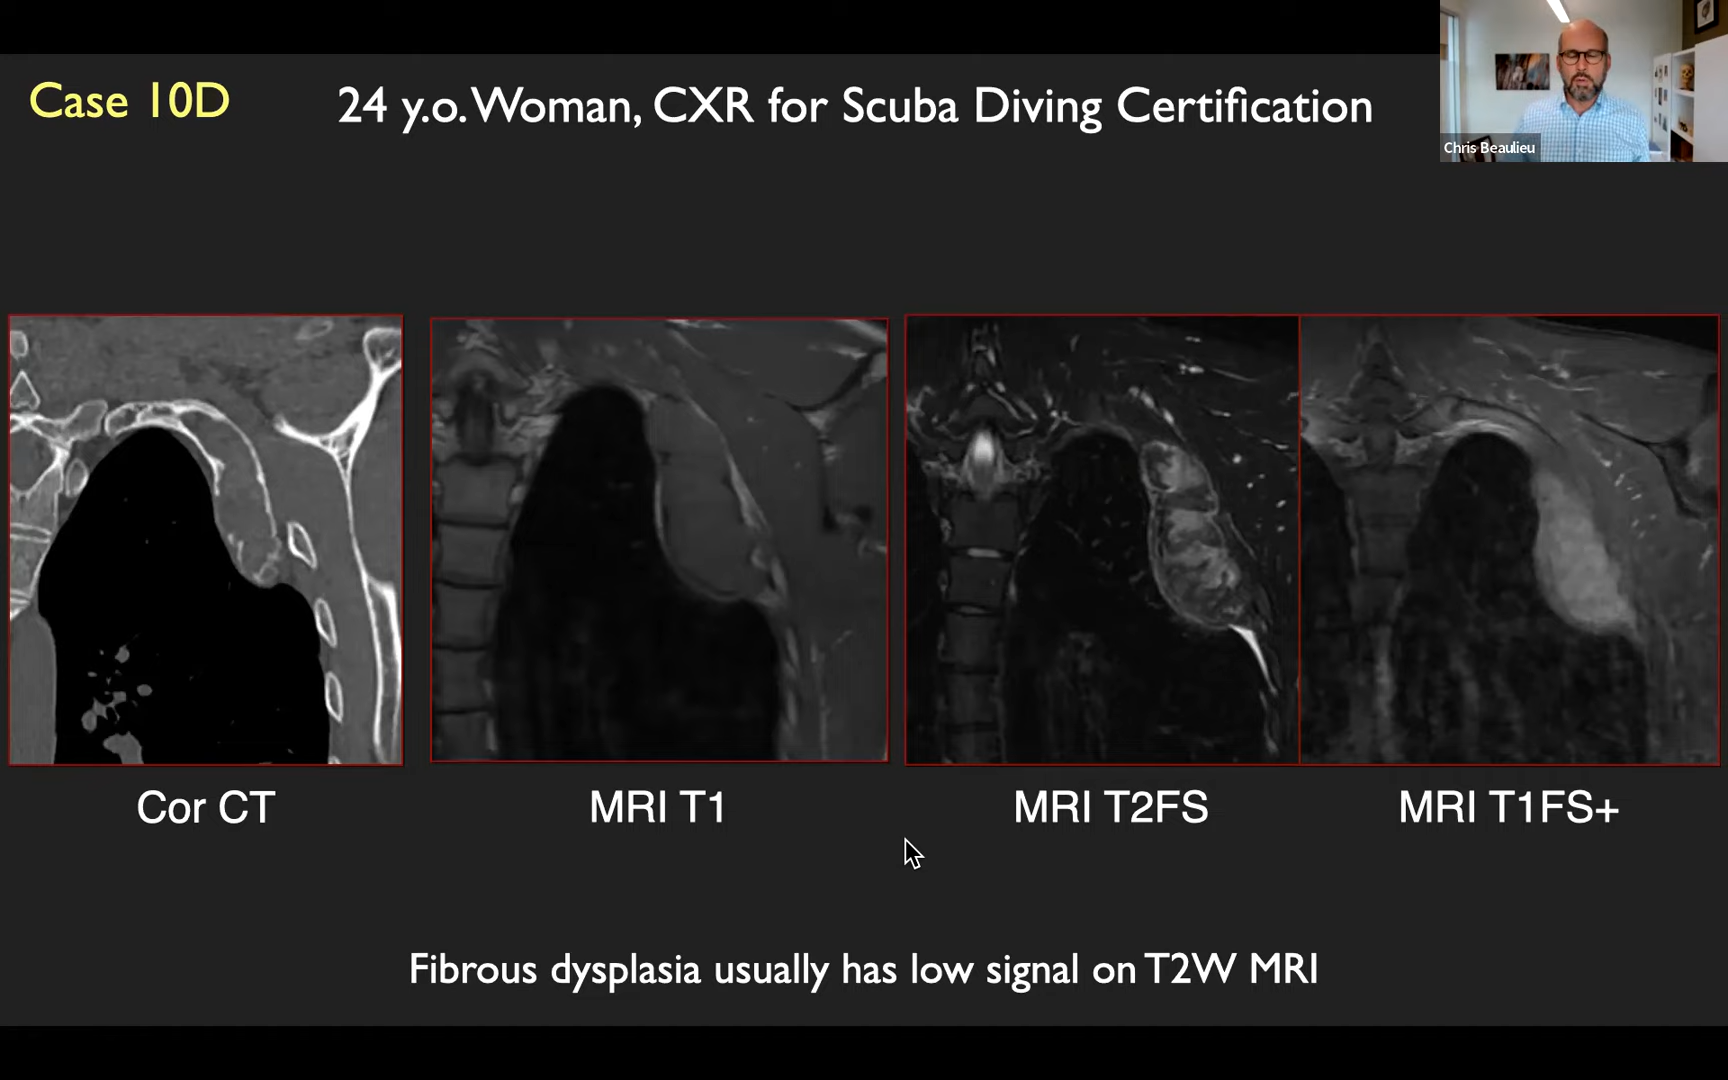 Case 10D
24 y.o. Woman, CXR for Scuba Diving Certification
Chris Beaulieu
Cor CT
MRI T1
MRI T2FS
MRI T1FS+
Fibrous dysplasia usually has low signal on T2W MRI